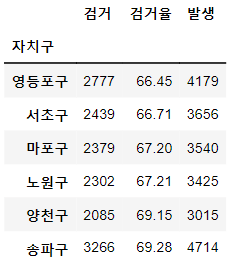 검거 검거율 발생
자치구
영등포구 2777 66.45 4179
서초구 2439 66.71 3656
마포구 2379 67.20 3540
노원구 2302 67.21 3425
양천구 2085 69.15 3015
송파구 3266 69.28 4714